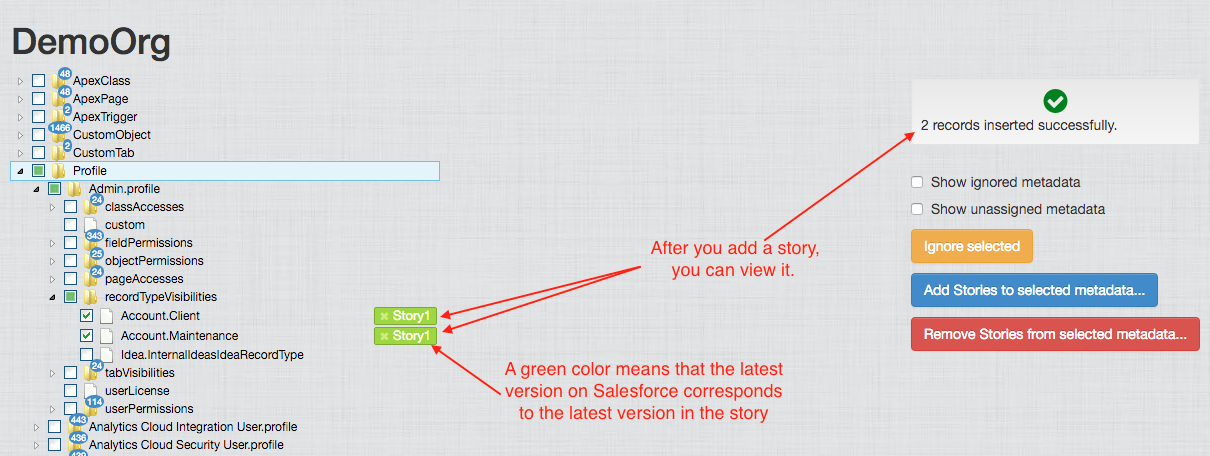 DemoOrg
48 ApexClass
48 ApexPage
2 ApexTrigger
1466 CustomObject
2 CustomTab
Profile
Admin.profile
24 classAccesses
custom
343 fieldPermissions
25 objectPermissions
24 pageAccesses
recordTypeVisibilities
Account.Client
Story1
Account.Maintenance
Story1
Idea.InternalIdeasIdeaRecordType
24 tabVisibilities
userLicense
114 userPermissions
443 Analytics Cloud Integration User.profile
436 Analytics Cloud Security User.profile
After you add a story,
you can view it.
A green color means that the latest
version on Salesforce corresponds
to the latest version in the story
2 records inserted successfully.
Show ignored metadata
Show unassigned metadata
Ignore selected
Add Stories to selected metadata...
Remove Stories from selected metadata...